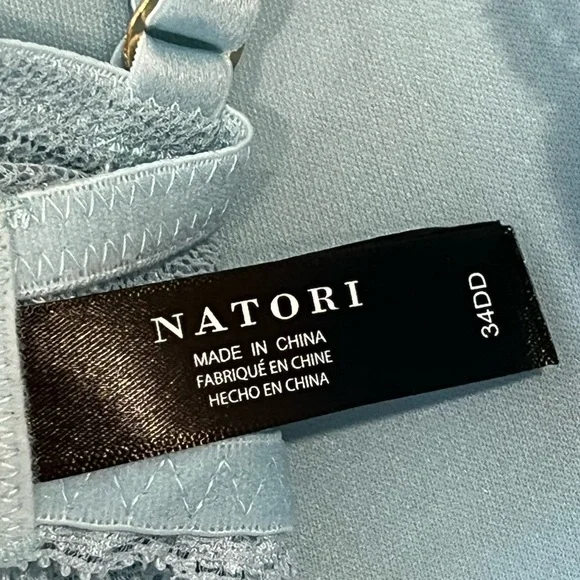 NATORI
MADE IN CHINA
FABRIQUÉ EN CHINE
HECHO EN CHINA
34DD